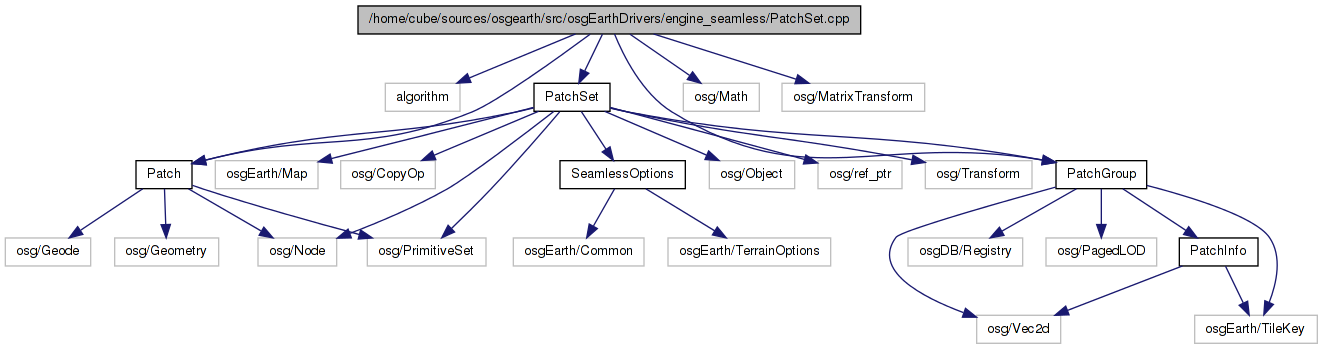 /home/cube/sources/osgearth/src/osgEarthDrivers/engine_seamless/PatchSet.cpp
algorithm
PatchSet
osg/Math
osg/MatrixTransform
Patch
osgEarth/Map
osg/CopyOp
SeamlessOptions
osg/Object
osg/ref_ptr
osg/Transform
PatchGroup
osg/Geode
osg/Geometry
osg/Node
osg/PrimitiveSet
osgEarth/Common
osgEarth/TerrainOptions
osgDB/Registry
osg/PagedLOD
PatchInfo
osg/Vec2d
osgEarth/TileKey